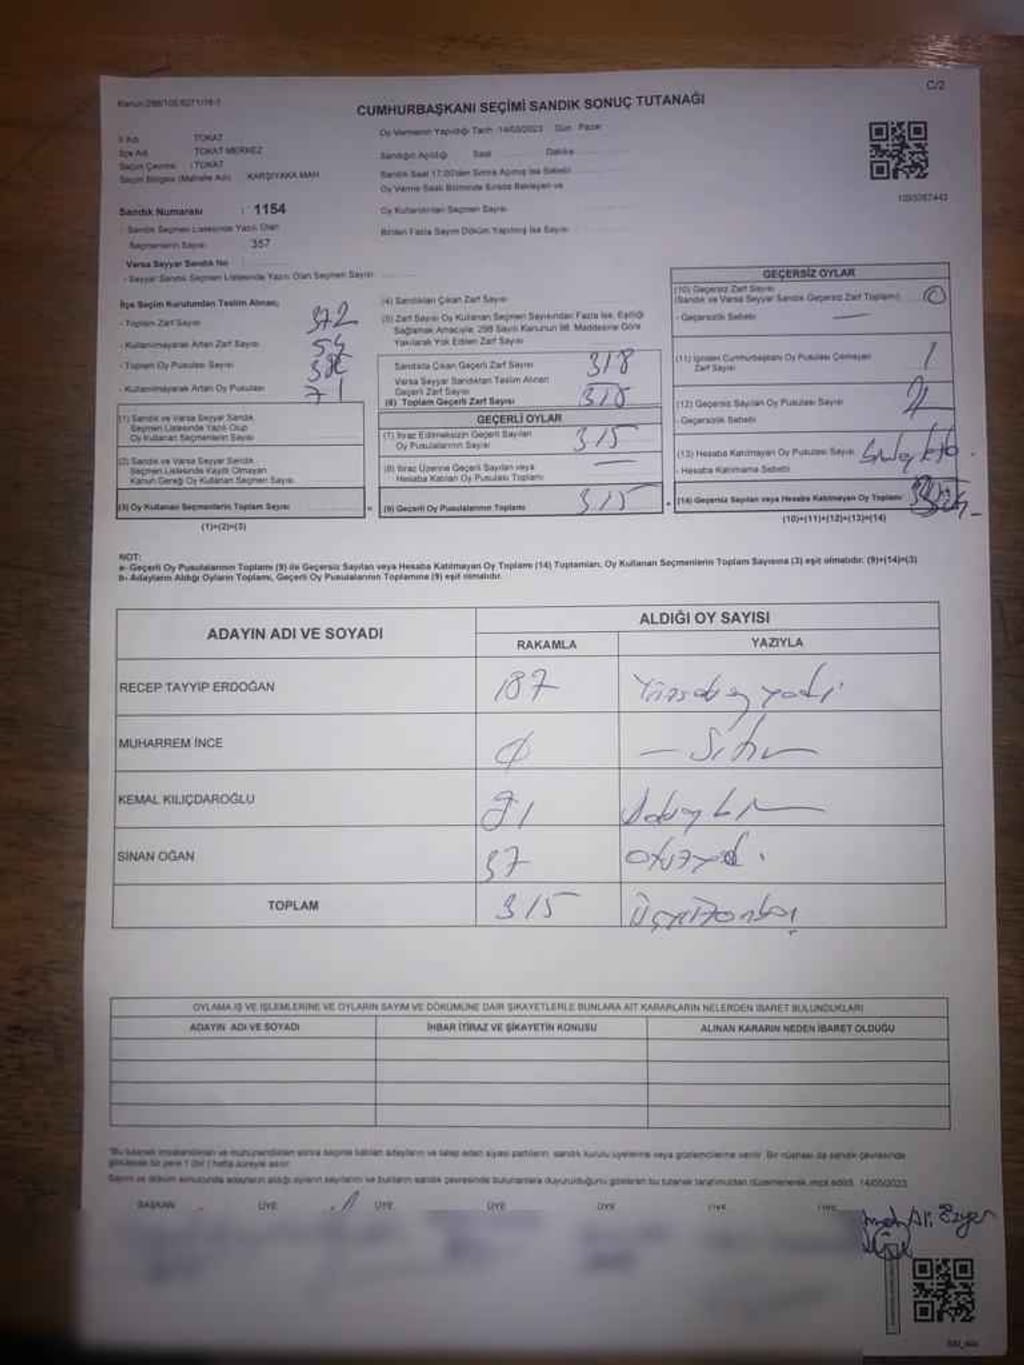 C/2
CUMHURBAŞKANI SEÇİMİ SANDIK SONUÇ TUTANAĞI
İl Adı TOKAT
İlçe Adı TOKAT MERKEZ
Seçim Çevresi : TOKAT
Seçim Bölgesi (Mahalle Adı) KARŞIYAKA MAH
Sandık Numarası : 1154
- Sandık Seçmen Listesinde Yazılı Olan
Seçmenlerin Sayısı 357
Varsa Seyyar Sandık No
- Seyyar Sandık Seçmen Listesinde Yazılı Olan Seçmen Sayısı
Oy Vermenin Yapıldığı Tarih 14/05/2023 Gün Pazar
Sandığın Açıldığı Saat Dakika
Sandık Saat 17:00'den Sonra Açılmış İse Sebebi
Oy Verme Saati Bitiminde Sırada Bekleyen ve
Oy Kullandırılan Seçmen Sayısı
Birden Fazla Sayım Döküm Yapılmış İse Sayısı
İlçe Seçim Kurulundan Teslim Alınan;
- Toplam Zarf Sayısı 372
- Kullanılmayarak Artan Zarf Sayısı 54
- Toplam Oy Pusulası Sayısı
- Kullanılmayarak Artan Oy Pusulası 71
(1) Sandık ve Varsa Seyyar Sandık
Seçmen Listesinde Yazılı Olup
Oy Kullanan Seçmenlerin Sayısı
(2) Sandık ve Varsa Seyyar Sandık
Seçmen Listesinde Kayıtlı Olmayan
Kanun Gereği Oy Kullanan Seçmen Sayısı
(3) Oy Kullanan Seçmenlerin Toplam Sayısı
(1)+(2)=(3)
(4) Sandıktan Çıkan Zarf Sayısı
(5) Zarf Sayısı Oy Kullanan Seçmen Sayısından Fazla İse, Eşitliği
Sağlamak Amacıyla; 298 Sayılı Kanunun 98. Maddesine Göre
Yakılarak Yok Edilen Zarf Sayısı
Sandıkta Çıkan Geçerli Zarf Sayısı 318
Varsa Seyyar Sandıktan Teslim Alınan
Geçerli Zarf Sayısı
(6) Toplam Geçerli Zarf Sayısı 318
GEÇERLİ OYLAR
(7) İtiraz Edilmeksizin Geçerli Sayılan
Oy Pusulalarının Sayısı 315
(8) İtiraz Üzerine Geçerli Sayılan veya
Hesaba Katılan Oy Pusulası Toplamı —
(9) Geçerli Oy Pusulalarının Toplamı 315
GEÇERSİZ OYLAR
(10) Geçersiz Zarf Sayısı
(Sandık ve Varsa Seyyar Sandık Geçersiz Zarf Toplamı) 0
- Geçersizlik Sebebi —
(11) İçinden Cumhurbaşkanı Oy Pusulası Çıkmayan
Zarf Sayısı 1
(12) Geçersiz Sayılan Oy Pusulası Sayısı 2
- Geçersizlik Sebebi
(13) Hesaba Katılmayan Oy Pusulası Sayısı
- Hesaba Katılmama Sebebi
(14) Geçersiz Sayılan veya Hesaba Katılmayan Oy Toplamı
(10)+(11)+(12)+(13)=(14)
NOT:
a- Geçerli Oy Pusulalarının Toplamı (9) ile Geçersiz Sayılan veya Hesaba Katılmayan Oy Toplamı (14) Toplamları, Oy Kullanan Seçmenlerin Toplam Sayısına (3) eşit olmalıdır. (9)+(14)=(3)
b- Adayların Aldığı Oyların Toplamı, Geçerli Oy Pusulalarının Toplamına (9) eşit olmalıdır.
ADAYIN ADI VE SOYADI
ALDIĞI OY SAYISI
RAKAMLA YAZIYLA
RECEP TAYYİP ERDOĞAN 187
MUHARREM İNCE 0 — Sıfır
KEMAL KILIÇDAROĞLU 91
SİNAN OĞAN 37 otuzyedi
TOPLAM 315 Üçyüzonbeş
OYLAMA İŞ VE İŞLEMLERİNE VE OYLARIN SAYIM VE DÖKÜMÜNE DAİR ŞİKAYETLERLE BUNLARA AİT KARARLARIN NELERDEN İBARET BULUNDUKLARI
ADAYIN ADI VE SOYADI İHBAR İTİRAZ VE ŞİKAYETİN KONUSU ALINAN KARARIN NEDEN İBARET OLDUĞU
BAŞKAN ÜYE ÜYE ÜYE ÜYE ÜYE ÜYE